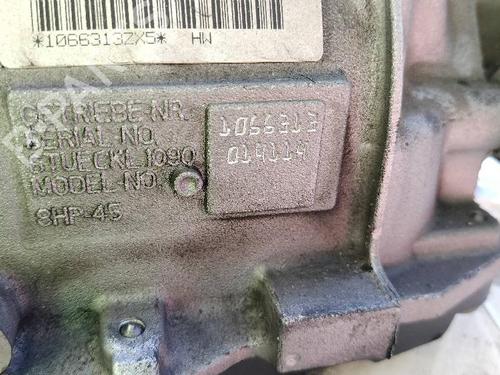 *1066313ZX5* HW
GETRIEBE-NR.
SERIAL NO.
STUECKL.1090
MODEL-NO.
8HP-45
1066313
014114